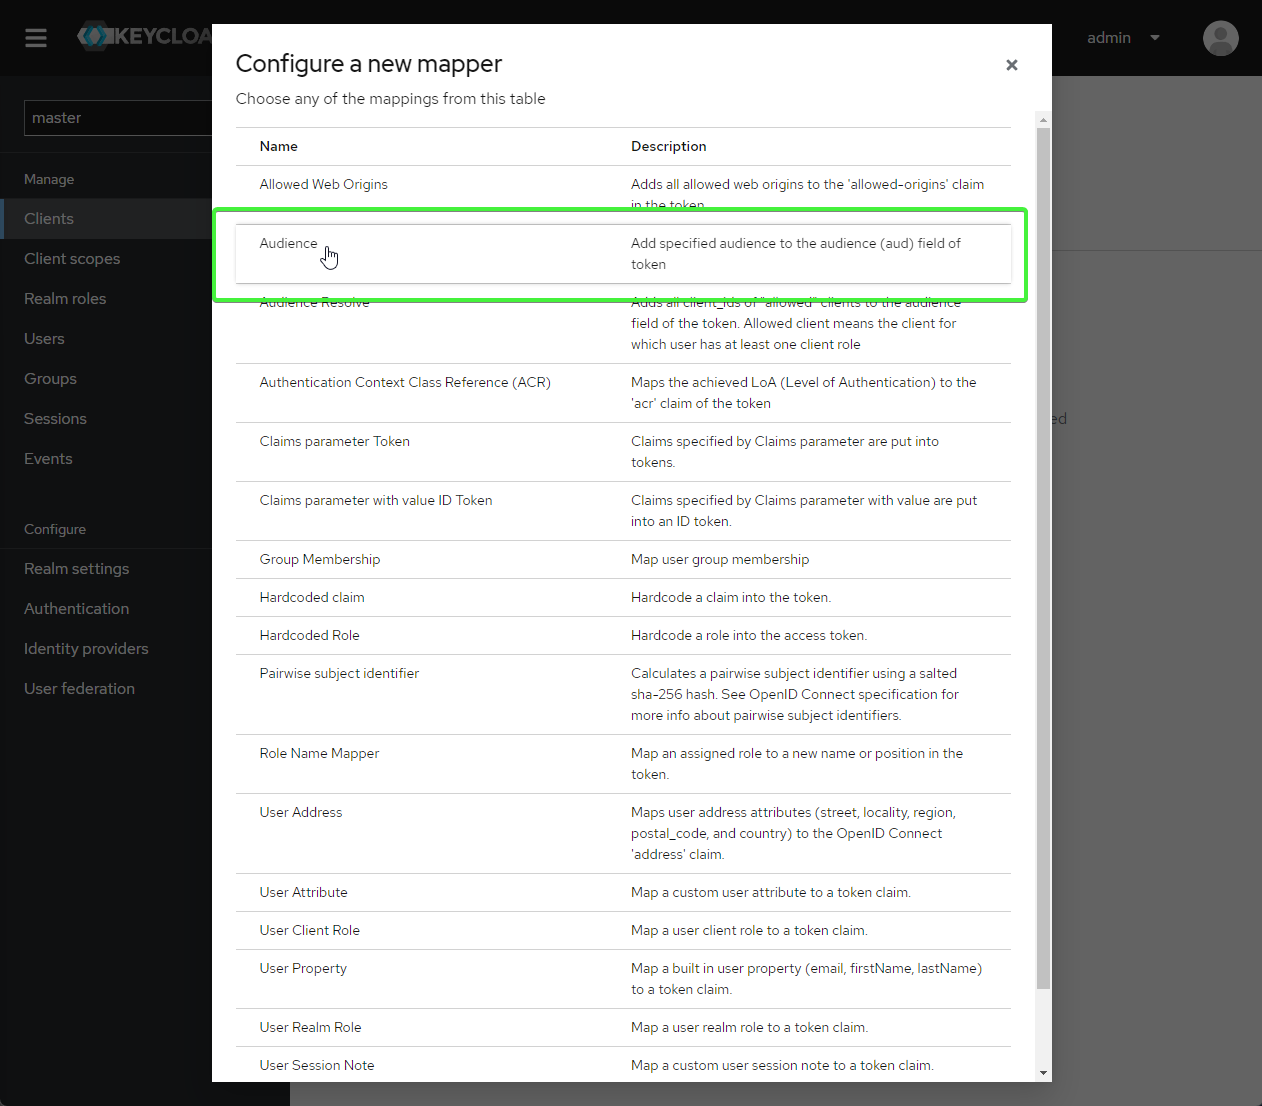 KEYCLOA
admin
master
Manage
Clients
Client scopes
Realm roles
Users
Groups
Sessions
Events
Configure
Realm settings
Authentication
Identity providers
User federation
Configure a new mapper
Choose any of the mappings from this table
Name Description
Allowed Web Origins Adds all allowed web origins to the 'allowed-origins' claim
in the token
Audience Add specified audience to the audience (aud) field of
token
Audience Resolve Adds all client_ids of "allowed" clients to the audience
field of the token. Allowed client means the client for
which user has at least one client role
Authentication Context Class Reference (ACR) Maps the achieved LoA (Level of Authentication) to the
'acr' claim of the token
Claims parameter Token Claims specified by Claims parameter are put into
tokens.
Claims parameter with value ID Token Claims specified by Claims parameter with value are put
into an ID token.
Group Membership Map user group membership
Hardcoded claim Hardcode a claim into the token.
Hardcoded Role Hardcode a role into the access token.
Pairwise subject identifier Calculates a pairwise subject identifier using a salted
sha-256 hash. See OpenID Connect specification for
more info about pairwise subject identifiers.
Role Name Mapper Map an assigned role to a new name or position in the
token.
User Address Maps user address attributes (street, locality, region,
postal_code, and country) to the OpenID Connect
'address' claim.
User Attribute Map a custom user attribute to a token claim.
User Client Role Map a user client role to a token claim.
User Property Map a built in user property (email, firstName, lastName)
to a token claim.
User Realm Role Map a user realm role to a token claim.
User Session Note Map a custom user session note to a token claim.
ed